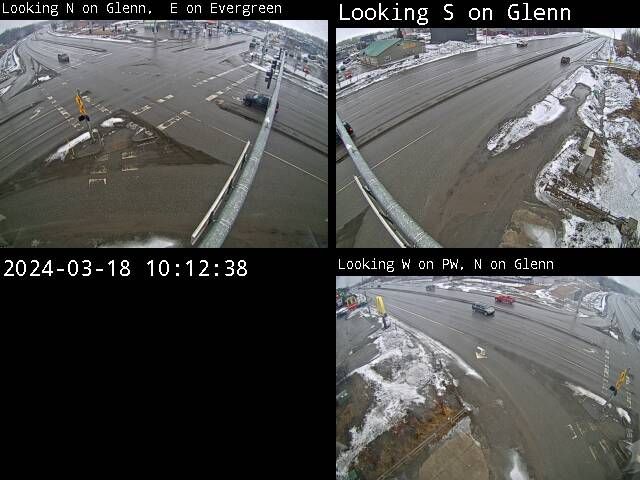 Looking N on Glenn,  E on Evergreen
Looking S on Glenn
2024-03-18 10:12:38
Looking W on PW, N on Glenn